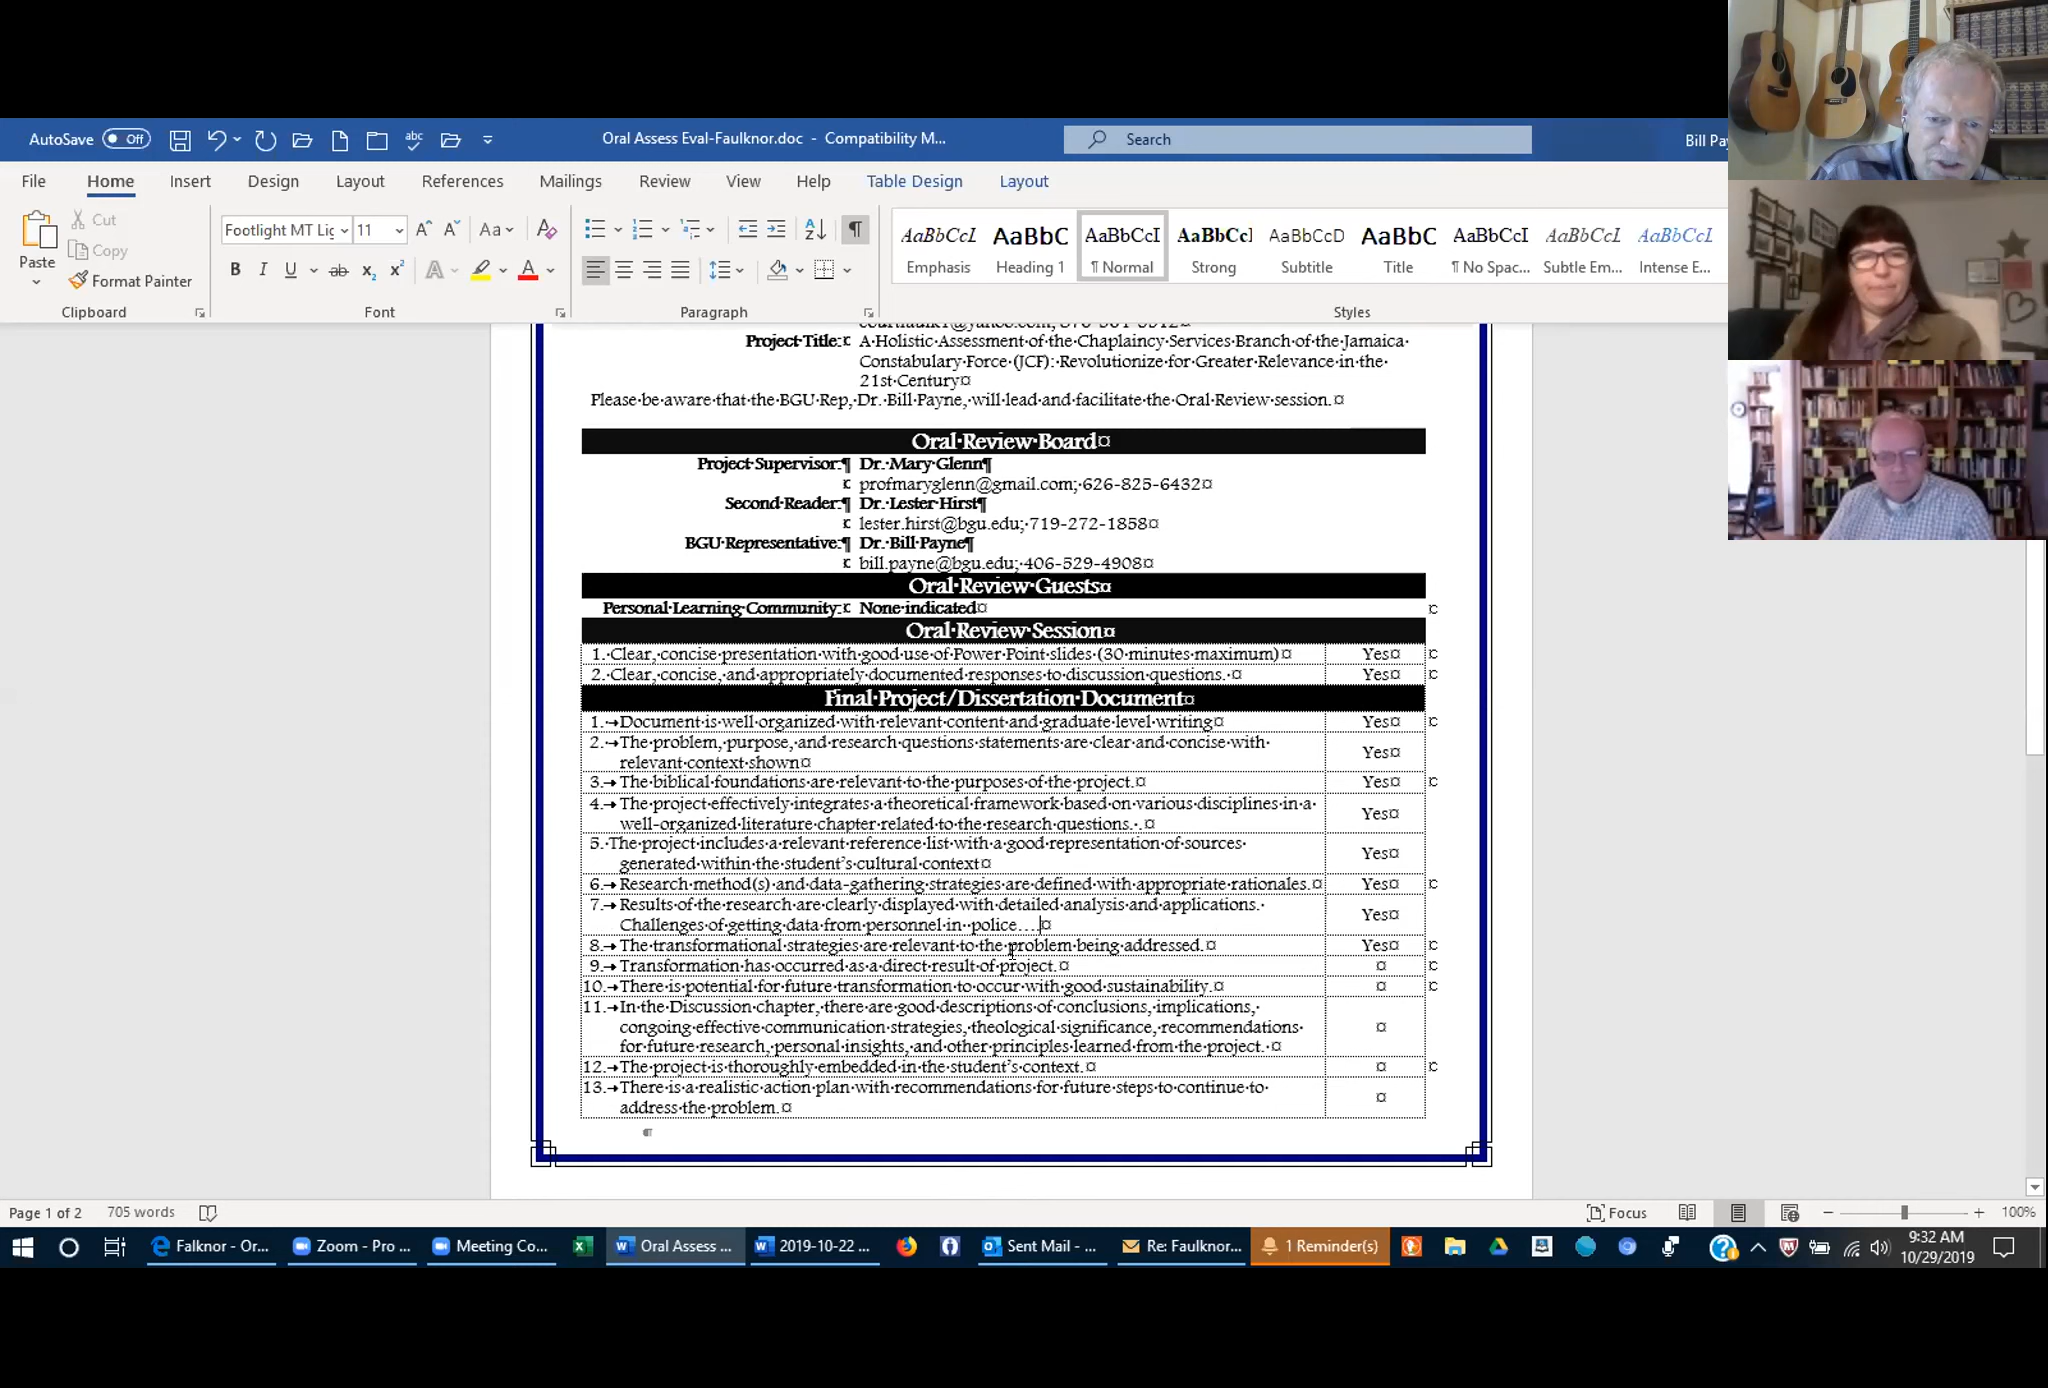 AutoSave Off
Oral Assess Eval-Faulknor.doc - Compatibility M...
Search
File Home Insert Design Layout References Mailings Review View Help Table Design Layout
Paste
Cut
Copy
Format Painter
Clipboard
11
Font
Paragraph
Emphasis
Heading 1
¶ Normal
Strong
Subtitle
Title
¶ No Spac...
Subtle Em...
Intense E...
Styles
Project Title:
A Holistic Assessment of the Chaplaincy Services Branch of the Jamaica
Constabulary Force (JCF): Revolutionize for Greater Relevance in the
21st Century
Please be aware that the BGU Rep, Dr. Bill Payne, will lead and facilitate the Oral Review session.
Oral Review Board
Project Supervisor: Dr. Mary Glenn
profmaryglenn@gmail.com; 626-825-6432
Second Reader: Dr. Lester Hirst
lester.hirst@bgu.edu; 719-272-1858
BGU Representative: Dr. Bill Payne
bill.payne@bgu.edu; 406-529-4908
Oral Review Guests
Personal Learning Community: None indicated
Oral Review Session
1. Clear, concise presentation with good use of Power Point slides (30 minutes maximum) Yes
2. Clear, concise, and appropriately documented responses to discussion questions. Yes
Final Project/Dissertation Document
1. Document is well organized with relevant content and graduate level writing Yes
2. The problem, purpose, and research questions statements are clear and concise with
relevant context shown Yes
3. The biblical foundations are relevant to the purposes of the project. Yes
4. The project effectively integrates a theoretical framework based on various disciplines in a
well-organized literature chapter related to the research questions. . Yes
5. The project includes a relevant reference list with a good representation of sources
generated within the student's cultural context Yes
6. Research method(s) and data-gathering strategies are defined with appropriate rationales. Yes
7. Results of the research are clearly displayed with detailed analysis and applications.
Challenges of getting data from personnel in police.... Yes
8. The transformational strategies are relevant to the problem being addressed. Yes
9. Transformation has occurred as a direct result of project.
10. There is potential for future transformation to occur with good sustainability.
11. In the Discussion chapter, there are good descriptions of conclusions, implications,
congoing effective communication strategies, theological significance, recommendations
for future research, personal insights, and other principles learned from the project.
12. The project is thoroughly embedded in the student's context.
13. There is a realistic action plan with recommendations for future steps to continue to
address the problem.
Page 1 of 2 705 words
Focus
100%
Falknor - Or... Zoom - Pro ... Meeting Co... Oral Assess ... 2019-10-22 ... Sent Mail - ... Re: Faulknor... 1 Reminder(s)
9:32 AM
10/29/2019